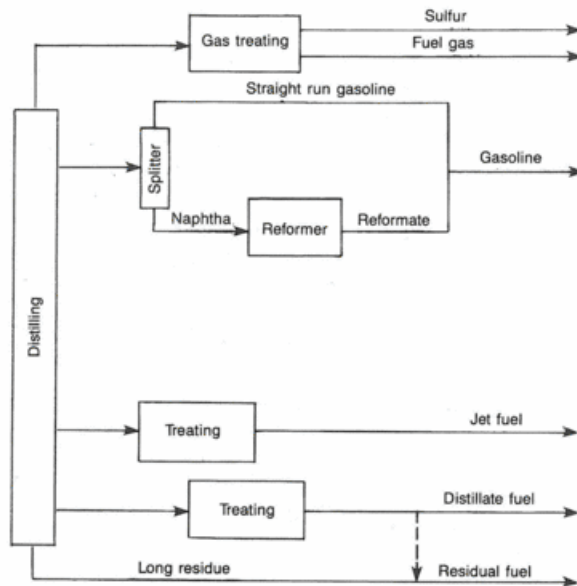 Sulfur
Gas treating
Fuel gas
Straight run gasoline
Splitter
Gasoline
Naphtha
Reformer
Reformate
Distilling
Treating
Jet fuel
Treating
Distillate fuel
Long residue
Residual fuel